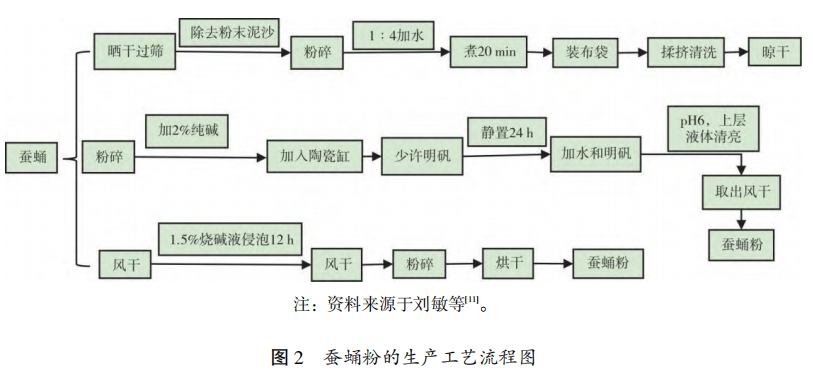 蚕蛹
晒干过筛
除去粉末泥沙
粉碎
1∶4加水
煮20 min
装布袋
揉挤清洗
晾干
粉碎
加2%纯碱
加入陶瓷缸
少许明矾
静置24 h
加水和明矾
pH6，上层
液体清亮
取出风干
蚕蛹粉
风干
1.5%烧碱液侵泡12 h
风干
粉碎
烘干
蚕蛹粉
注：资料来源于刘敏等[11]。
图 2 蚕蛹粉的生产工艺流程图